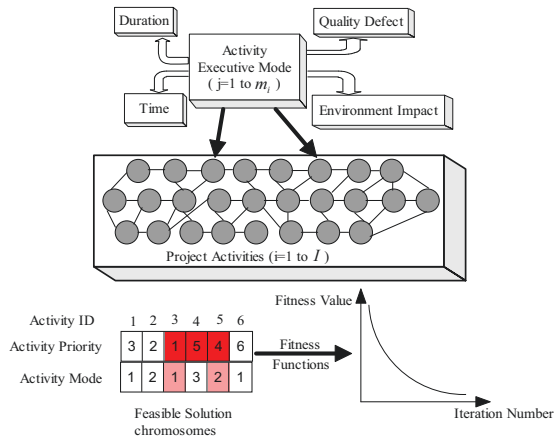 Duration
Quality Defect
Activity
Executive Mode
( j=1 to mᵢ )
Time
Environment Impact
Project Activities (i=1 to I )
Fitness Value
Activity ID 1 2 3 4 5 6
Activity Priority 3 2 1 5 4 6
Activity Mode 1 2 1 3 2 1
Fitness
Functions
Iteration Number
Feasible Solution
chromosomes